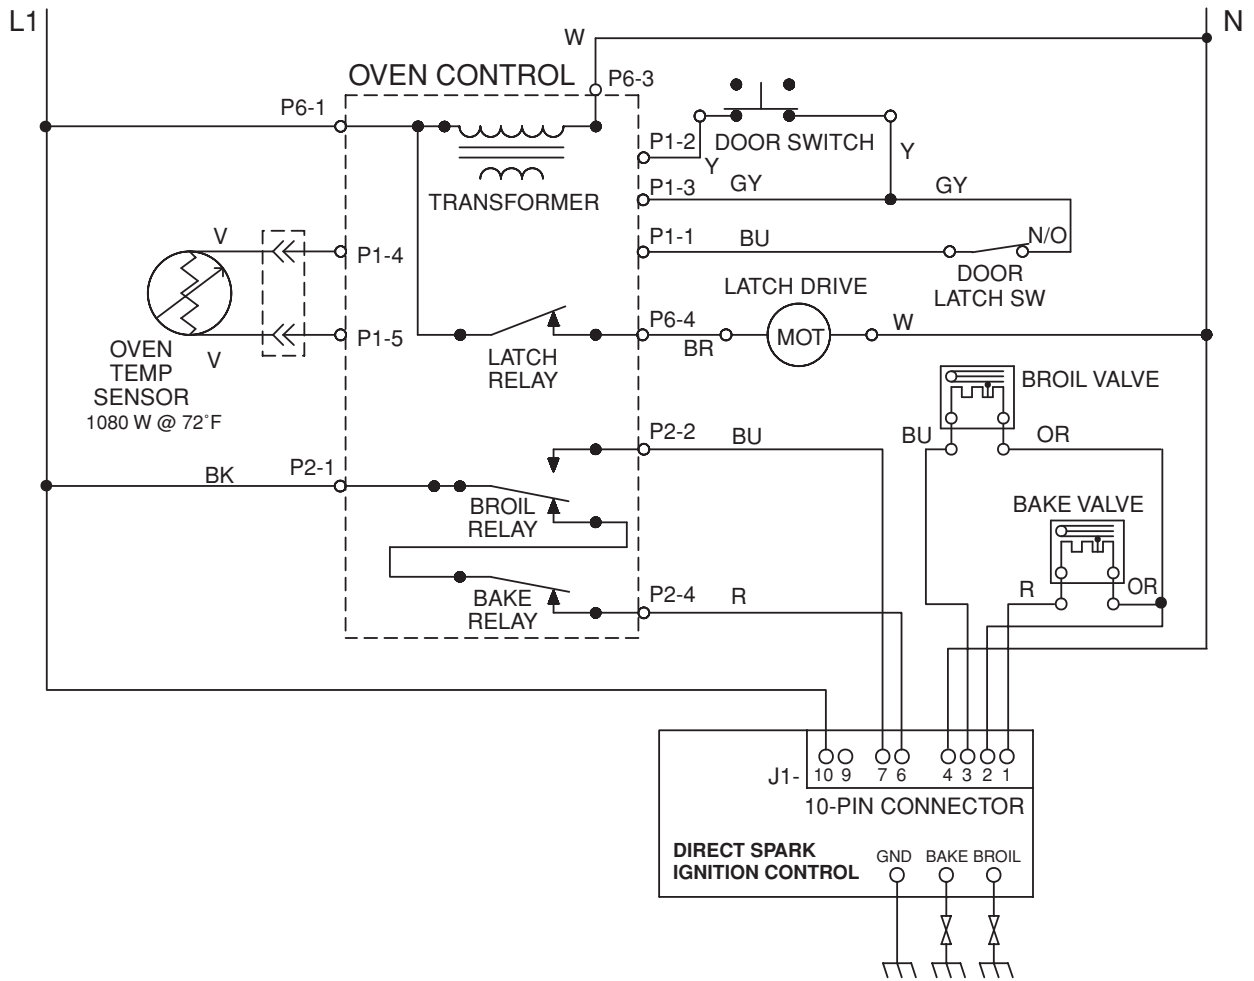 L1
N
W
OVEN CONTROL
P6-3
P6-1
P1-2
DOOR SWITCH
Y
Y
P1-3
GY
GY
TRANSFORMER
V
P1-4
P1-1
BU
N/O
DOOR
LATCH SW
LATCH DRIVE
P1-5
V
OVEN
TEMP
SENSOR
1080 W @ 72˚F
LATCH
RELAY
P6-4
BR
MOT
W
BROIL VALVE
BU
OR
P2-2
BU
BK
P2-1
BROIL
RELAY
BAKE VALVE
R
OR
BAKE
RELAY
P2-4
R
J1-
10
9
7
6
4
3
2
1
10-PIN CONNECTOR
DIRECT SPARK
IGNITION CONTROL
GND
BAKE
BROIL